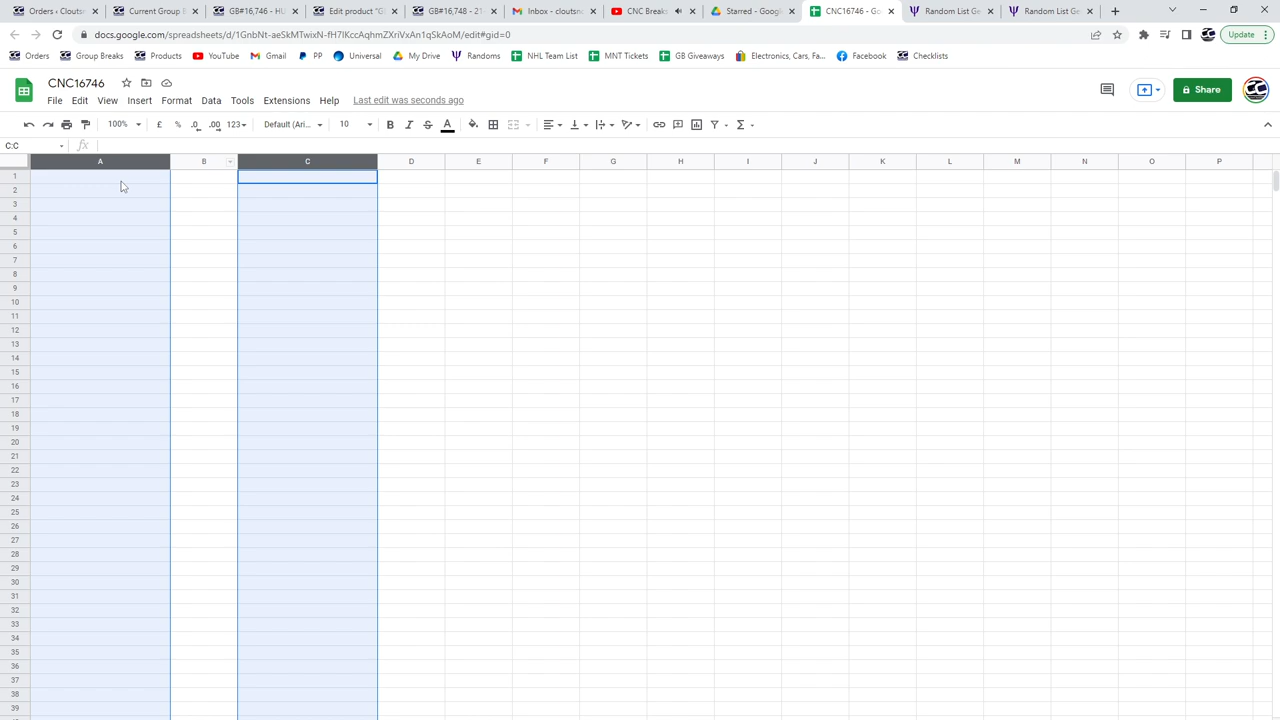 Orders ‹ Cloutsn
Current Group I
GB#16,746 - HU
Edit product "G
GB#16,748 - 21
Inbox - cloutsno
CNC Breaks
Starred - Googl
CNC16746 - Go
Random List Ge
Random List Ge
docs.google.com/spreadsheets/d/1GnbNt-aeSkMTwixN-fH7IKccAqhmZXriVxAn1qSkAoM/edit#gid=0
Update
Orders
Group Breaks
Products
YouTube
Gmail
PP
Universal
My Drive
Randoms
NHL Team List
MNT Tickets
GB Giveaways
Electronics, Cars, Fa...
Facebook
Checklists
CNC16746
File Edit View Insert Format Data Tools Extensions Help Last edit was seconds ago
Share
100% £ % .0 .00 123 Default (Ari... 10 B I S A
C:C
A B C D E F G H I J K L M N O P
1
2
3
4
5
6
7
8
9
10
11
12
13
14
15
16
17
18
19
20
21
22
23
24
25
26
27
28
29
30
31
32
33
34
35
36
37
38
39